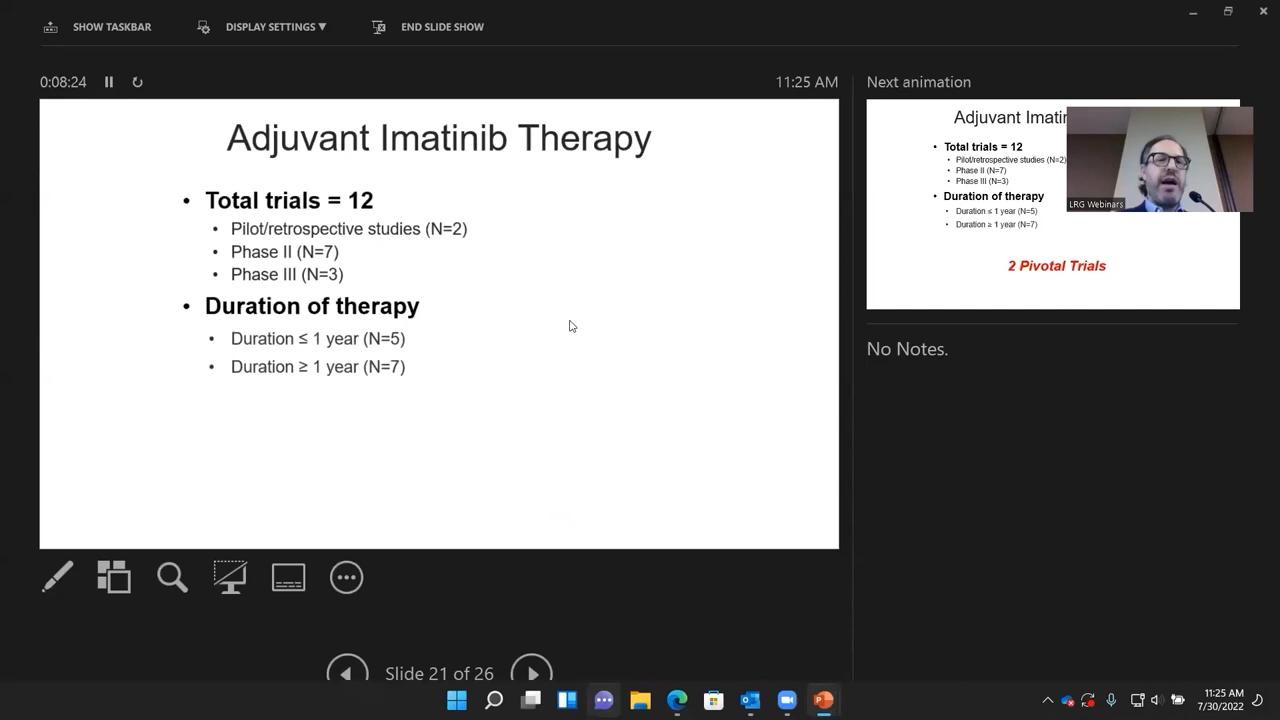 SHOW TASKBAR DISPLAY SETTINGS ▼ END SLIDE SHOW
0:08:24 11:25 AM
Adjuvant Imatinib Therapy
• Total trials = 12
• Pilot/retrospective studies (N=2)
• Phase II (N=7)
• Phase III (N=3)
• Duration of therapy
• Duration ≤ 1 year (N=5)
• Duration ≥ 1 year (N=7)
Next animation
Adjuvant
• Total trials = 12
• Pilot/retrospective studies (N=2)
• Phase II (N=7)
• Phase III (N=3)
• Duration of therapy
• Duration ≤ 1 year (N=5)
• Duration ≥ 1 year (N=7)
2 Pivotal Trials
LRG Webinars
No Notes.
Slide 21 of 26
11:25 AM
7/30/2022